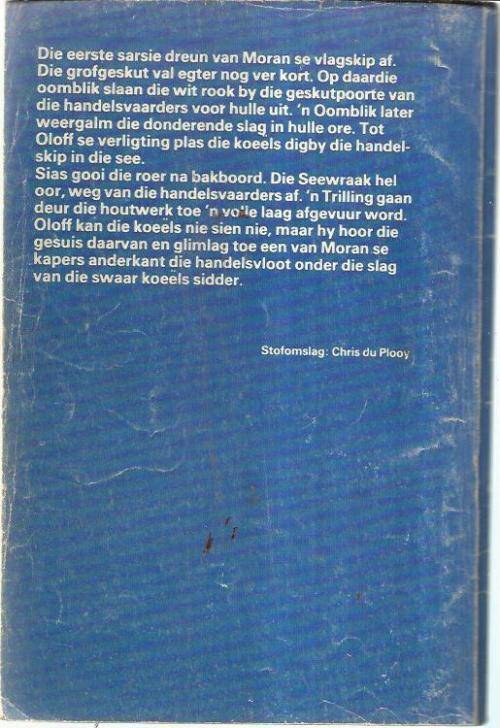 Die eerste sarsie dreun van Moran se vlagskip af.
Die grofgeskut val egter nog ver kort. Op daardie
oomblik slaan die wit rook by die geskutpoorte van
die handelsvaarders voor hulle uit. 'n Oomblik later
weergalm die donderende slag in hulle ore. Tot
Oloff se verligting plas die koeels digby die handel-
skip in die see.
Sias gooi die roer na bakboord. Die Seewraak hel
oor, weg van die handelsvaarders af. 'n Trilling gaan
deur die houtwerk toe 'n volle laag afgevuur word.
Oloff kan die koeëls nie sien nie, maar hy hoor die
gesuis daarvan en glimlag toe een van Moran se
kapers anderkant die handelsvloot onder die slag
van die swaar koeëls sidder.
Stofomslag: Chris du Plooy